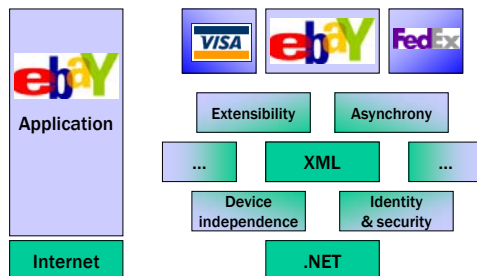 ebaY
Application
Internet
VISA
ebaY
FedEx
Extensibility
Asynchrony
...
XML
...
Device
independence
Identity
& security
.NET